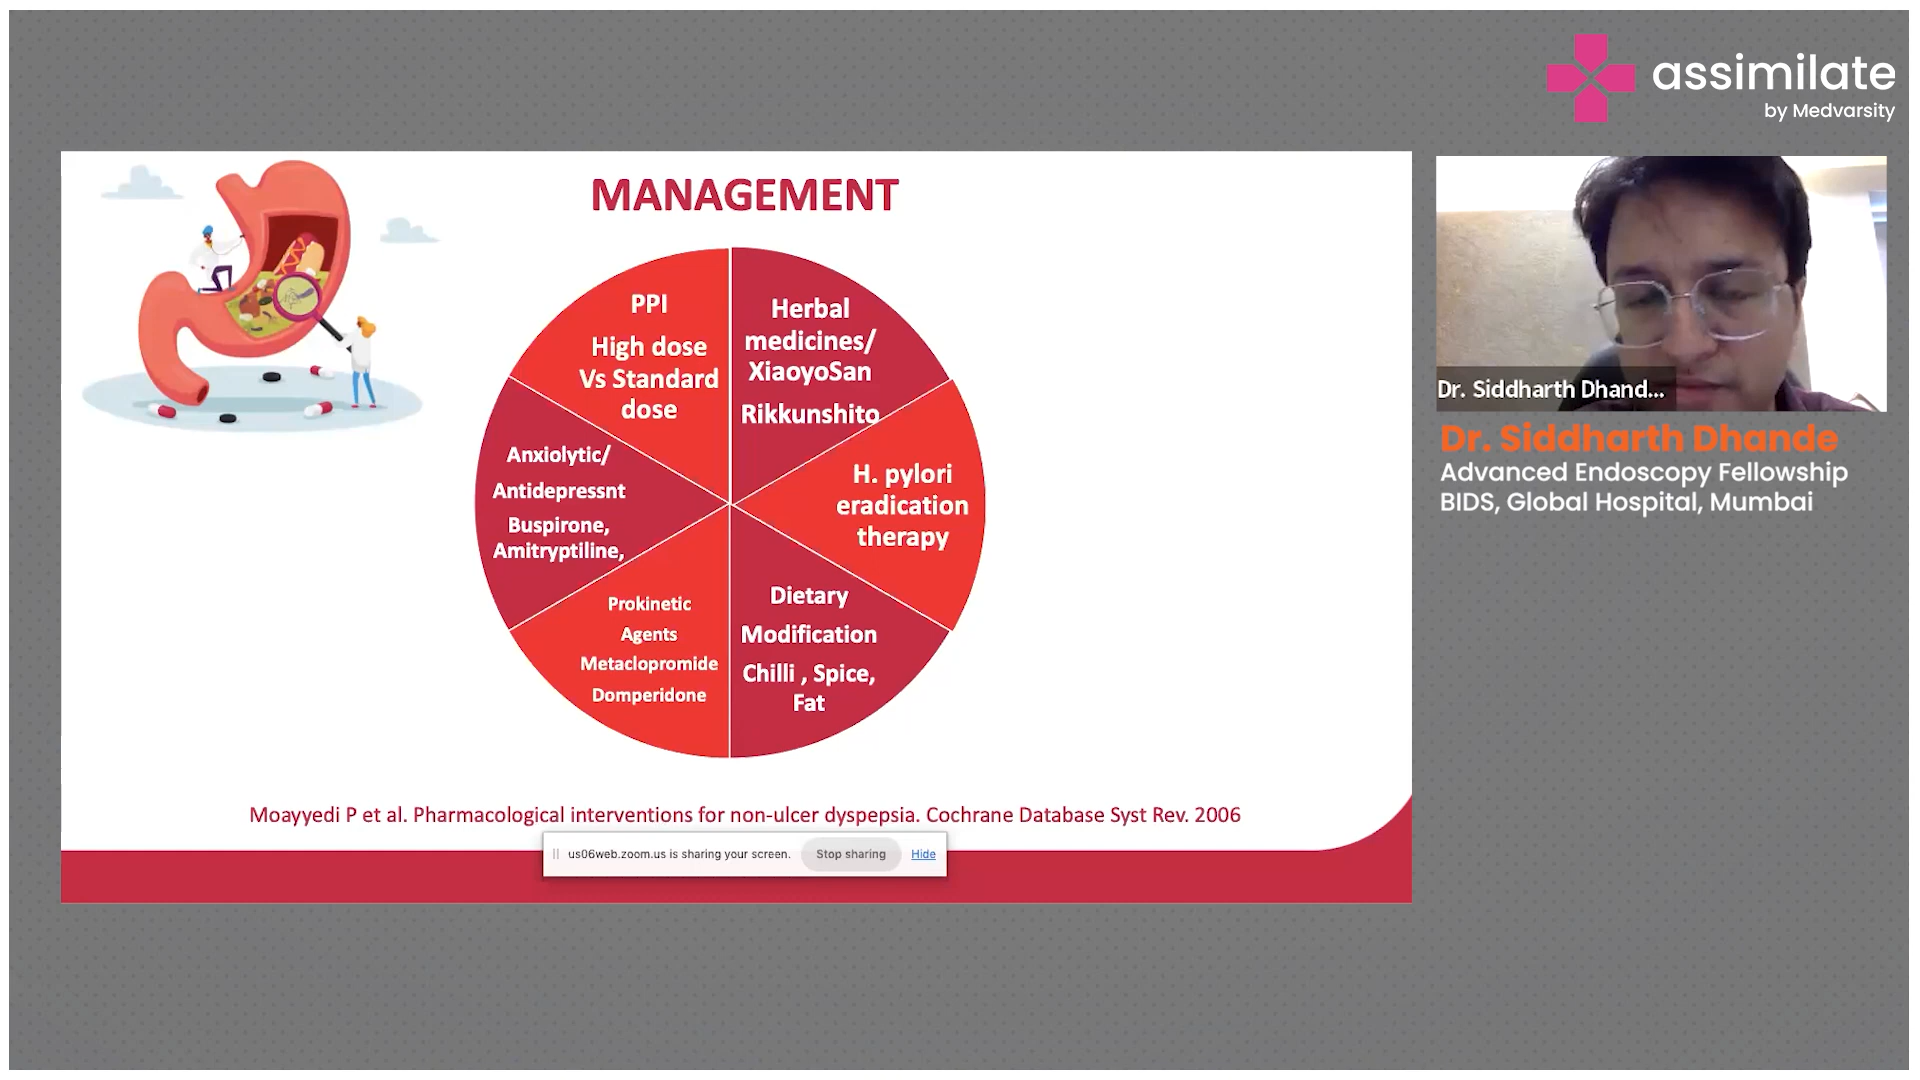 assimilate
by Medvarsity
MANAGEMENT
PPI
High dose
Vs Standard
dose
Herbal
medicines/
XiaoyoSan
Rikkunshito
H. pylori
eradication
therapy
Dietary
Modification
Chilli , Spice,
Fat
Prokinetic
Agents
Metaclopromide
Domperidone
Anxiolytic/
Antidepressnt
Buspirone,
Amitryptiline,
Moayyedi P et al. Pharmacological interventions for non-ulcer dyspepsia. Cochrane Database Syst Rev. 2006
us06web.zoom.us is sharing your screen.
Stop sharing
Hide
Dr. Siddharth Dhand...
Dr. Siddharth Dhande
Advanced Endoscopy Fellowship
BIDS, Global Hospital, Mumbai